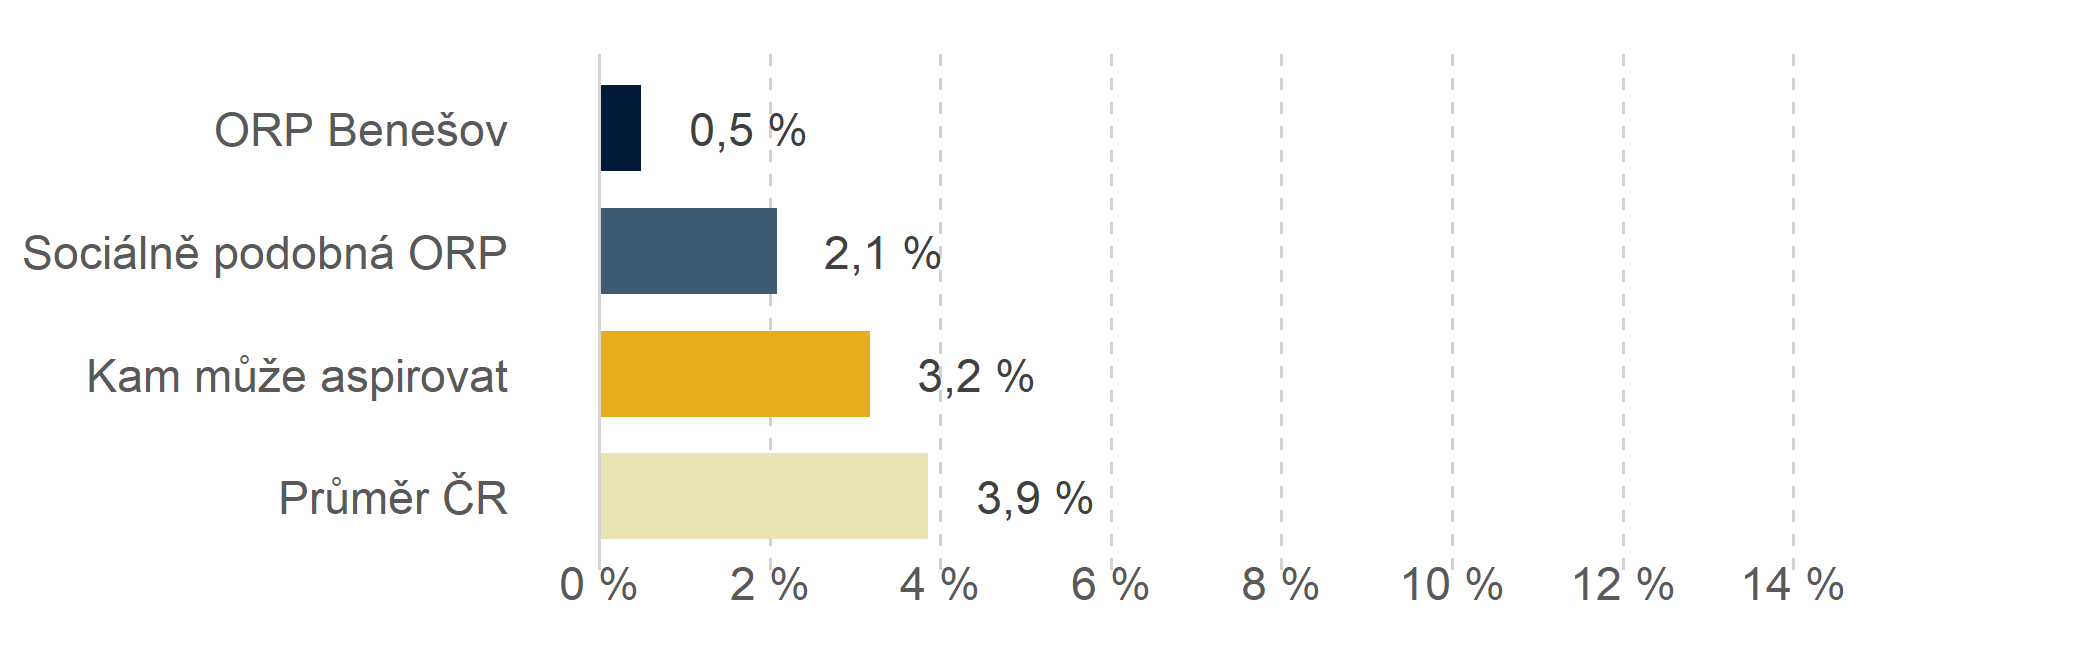 ORP Benešov 0,5 %
Sociálně podobná ORP 2,1 %
Kam může aspirovat 3,2 %
Průměr ČR 3,9 %
0 % 2 % 4 % 6 % 8 % 10 % 12 % 14 %